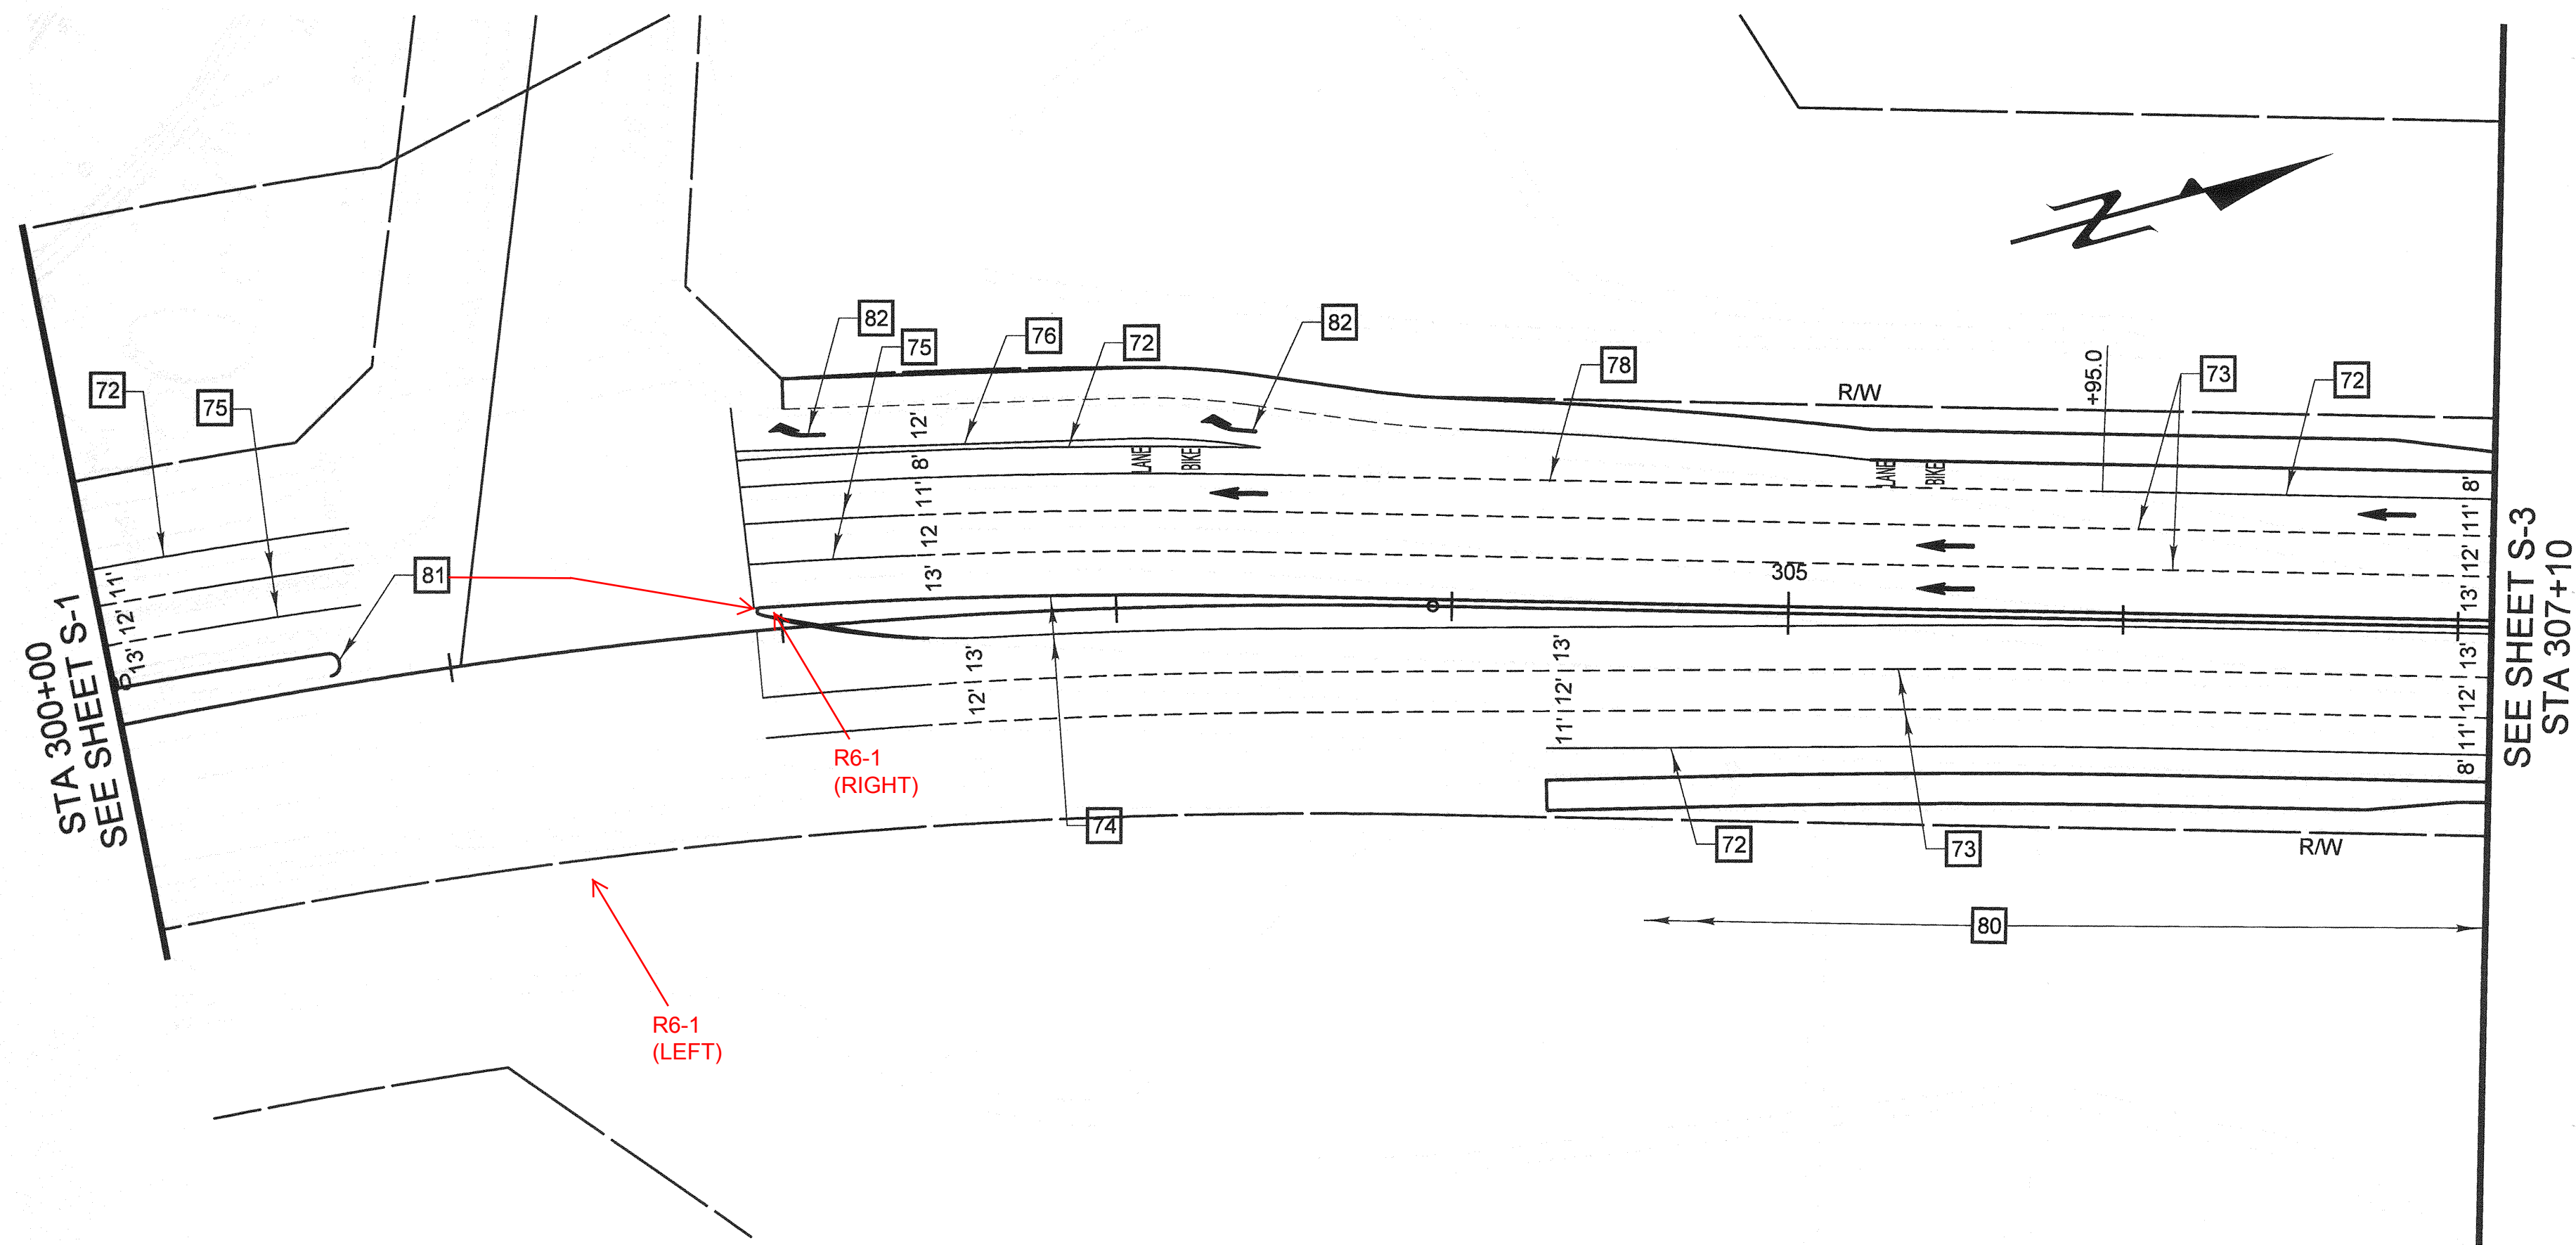 82
75
76
72
82
78
+95.0
73
72
R/W
72
75
12'
8'
LANE
BIKE
11'
12
13'
LANE
BIKE
8'
11'
12'
13'
305
81
11'
12'
13'
P
STA 300+00
SEE SHEET S-1
SEE SHEET S-3
STA 307+10
13'
12'
13'
12'
11'
13'
12'
11'
8'
R6-1
(RIGHT)
74
72
73
R/W
80
R6-1
(LEFT)
N